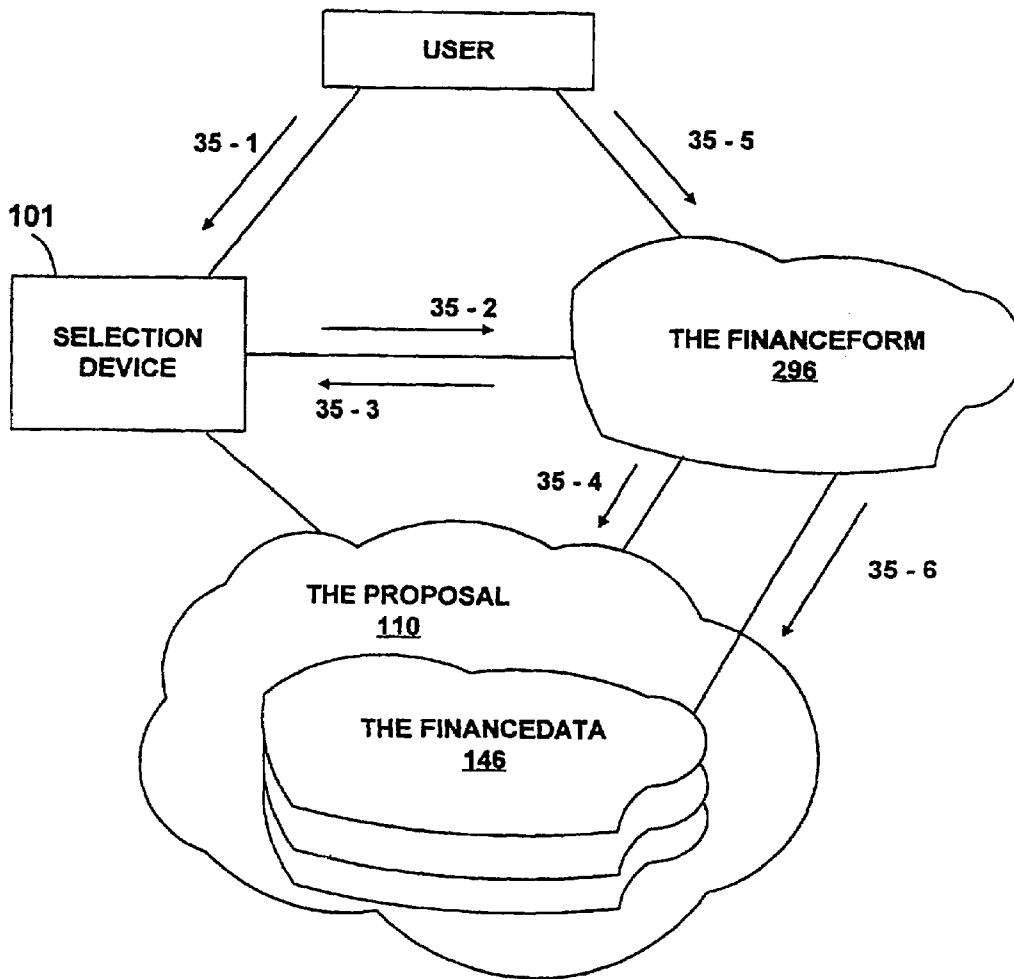 USER
35 - 1
35 - 5
101
SELECTION
DEVICE
35 - 2
35 - 3
THE FINANCEFORM
296
35 - 4
35 - 6
THE PROPOSAL
110
THE FINANCEDATA
146